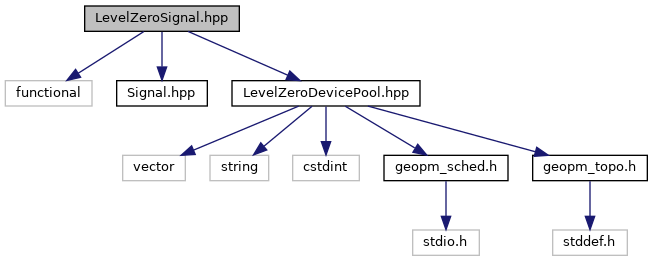 LevelZeroSignal.hpp
functional
Signal.hpp
LevelZeroDevicePool.hpp
vector
string
cstdint
geopm_sched.h
geopm_topo.h
stdio.h
stddef.h